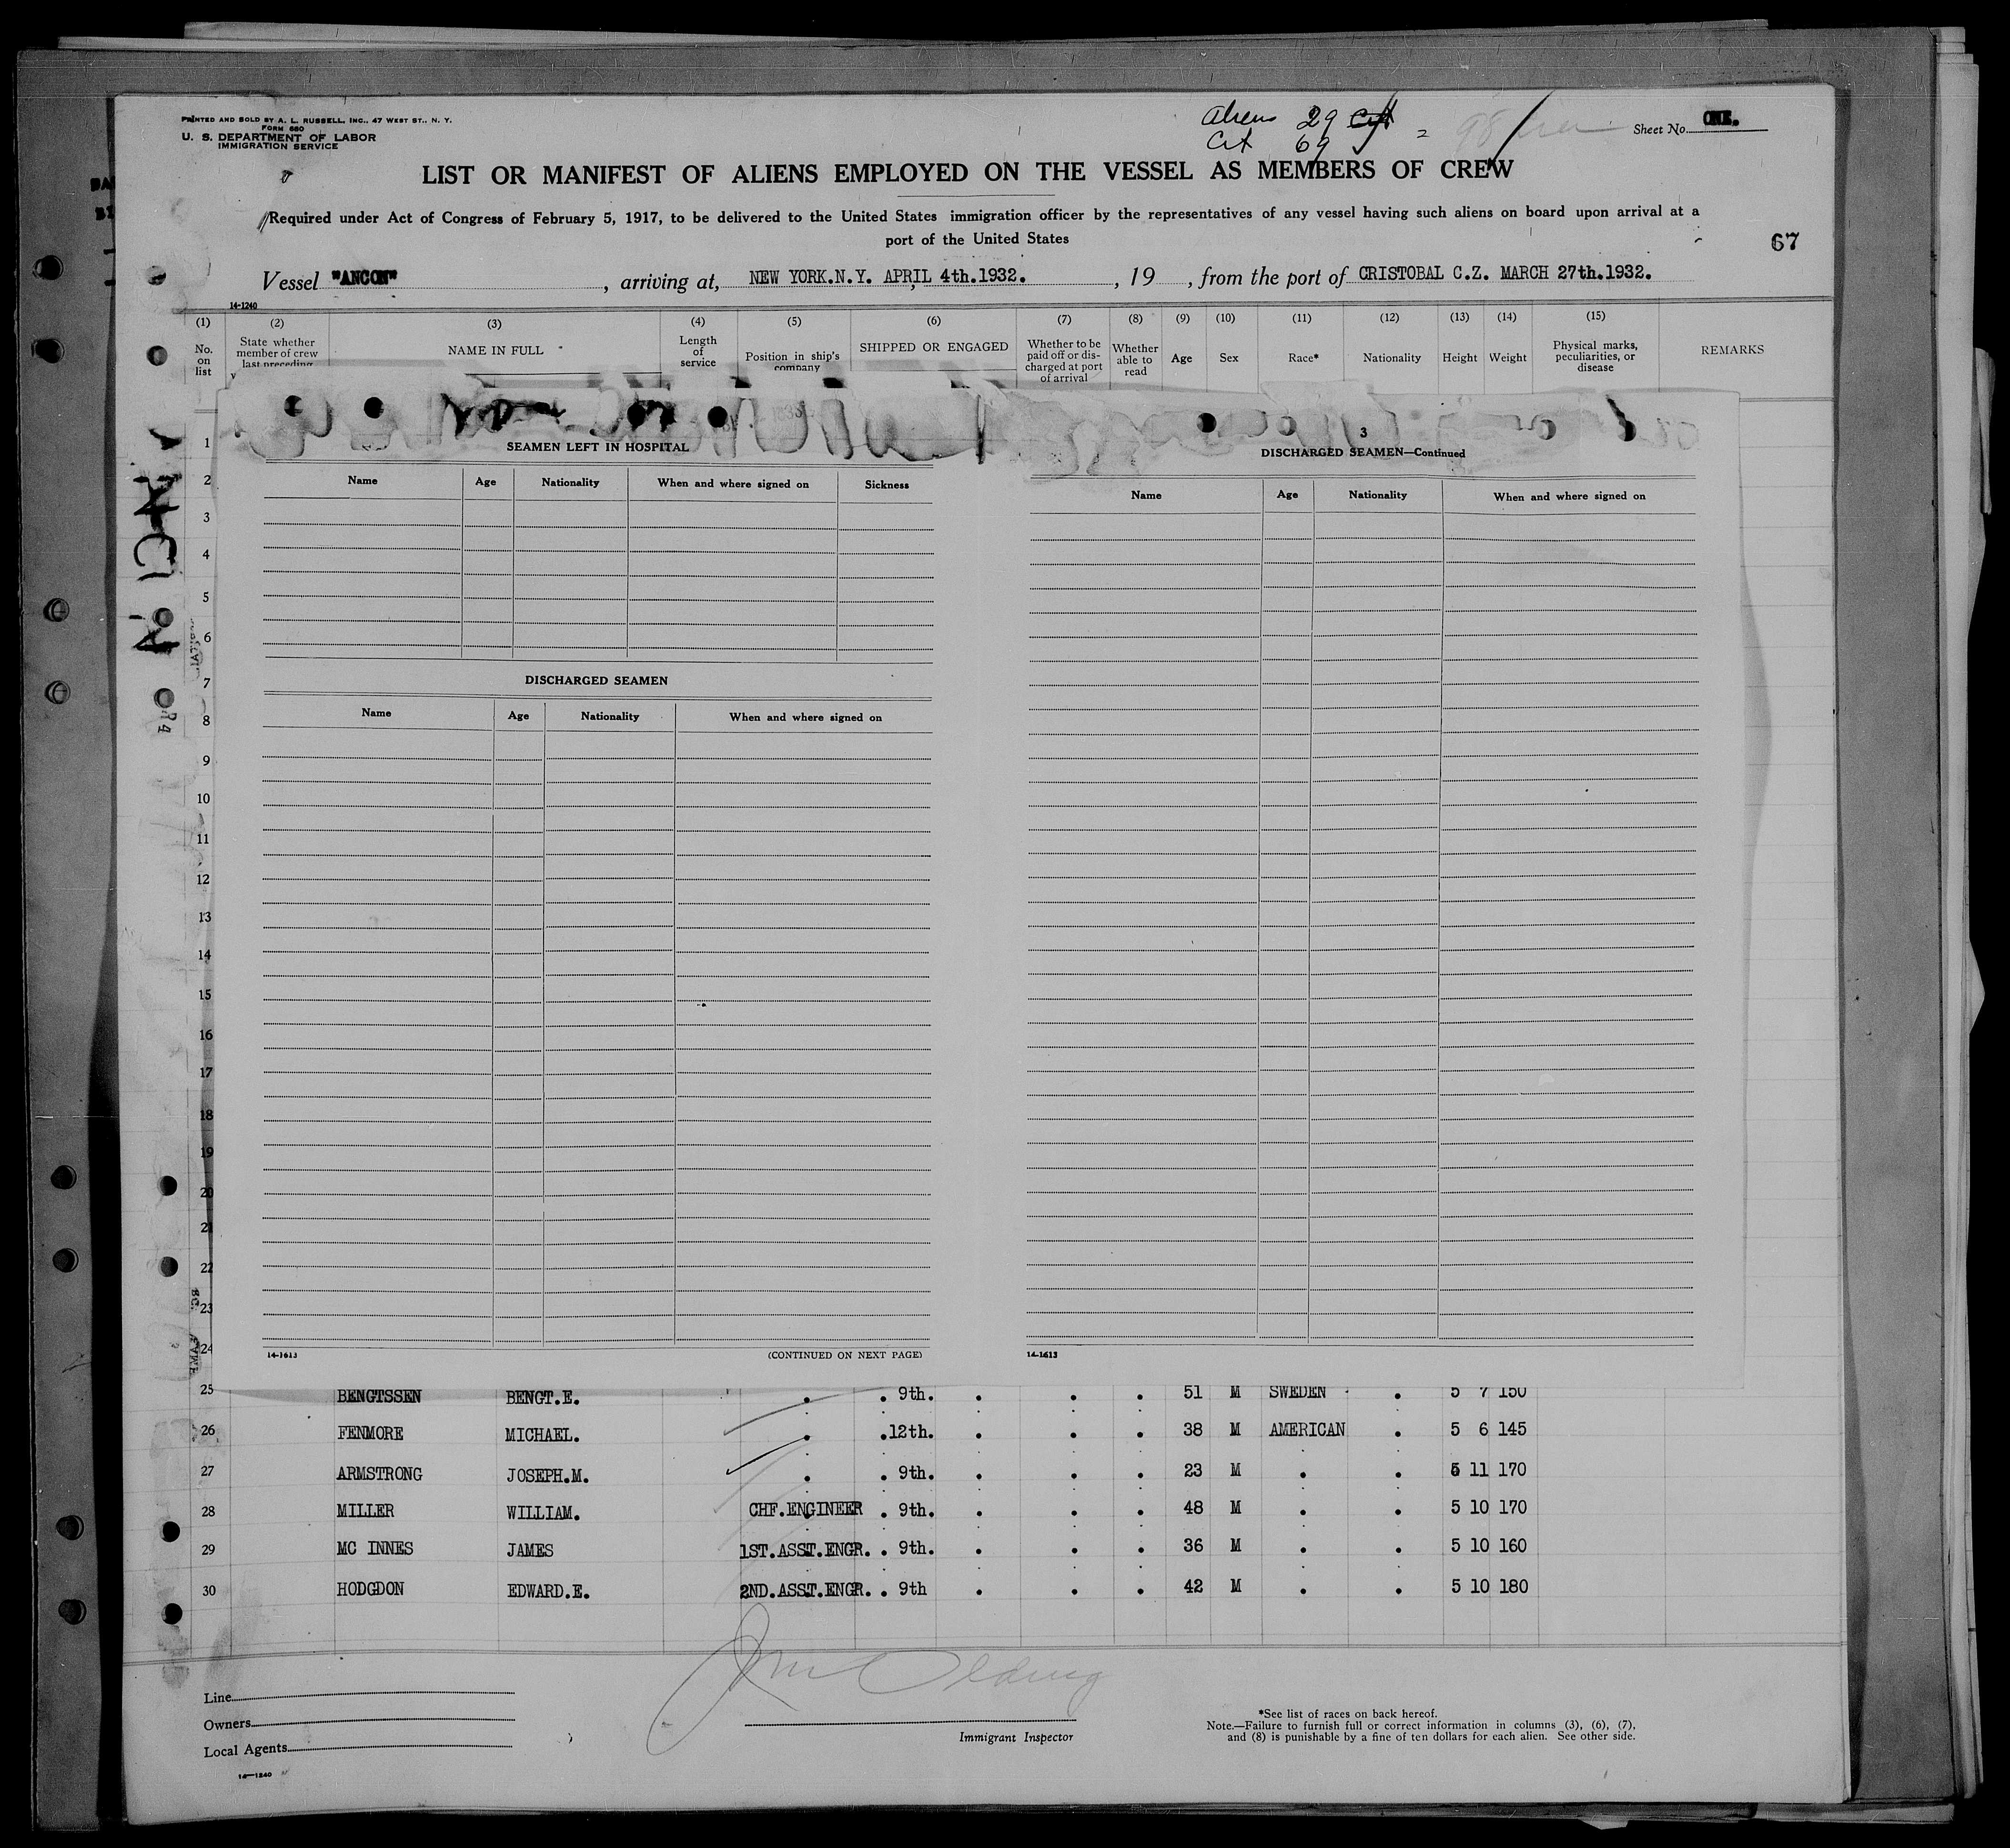 PRINTED AND SOLD BY A. L. RUSSELL, INC., 47 WEST ST., N. Y.
FORM 680
U. S. DEPARTMENT OF LABOR
IMMIGRATION SERVICE
Aliens 29
Cit 69 = 98
Sheet No. ONE.
LIST OR MANIFEST OF ALIENS EMPLOYED ON THE VESSEL AS MEMBERS OF CREW
Required under Act of Congress of February 5, 1917, to be delivered to the United States immigration officer by the representatives of any vessel having such aliens on board upon arrival at a
port of the United States
67
Vessel "ANCON", arriving at, NEW YORK.N.Y. APRIL 4th.1932., 19 , from the port of CRISTOBAL C.Z. MARCH 27th.1932.
14-1240
(1) (2) (3) (4) (5) (6) (7) (8) (9) (10) (11) (12) (13) (14) (15)
No. on list
State whether member of crew last preceding
NAME IN FULL
Length of service
Position in ship's company
SHIPPED OR ENGAGED
Whether to be paid off or discharged at port of arrival
Whether able to read
Age
Sex
Race*
Nationality
Height
Weight
Physical marks, peculiarities, or disease
REMARKS
ANCON
SEAMEN LEFT IN HOSPITAL
Name Age Nationality When and where signed on Sickness
DISCHARGED SEAMEN
Name Age Nationality When and where signed on
14-1613
(CONTINUED ON NEXT PAGE)
3
DISCHARGED SEAMEN—Continued
Name Age Nationality When and where signed on
14-1613
1
2
3
4
5
6
7
8
9
10
11
12
13
14
15
16
17
18
19
20
21
22
23
24
25 BENGTSSEN BENGT.E. . . 9th. . . . 51 M SWEDEN . 5 7 150
26 FENMORE MICHAEL. . .12th. . . . 38 M AMERICAN . 5 6 145
27 ARMSTRONG JOSEPH.M. . . 9th. . . . 23 M . . 5 11 170
28 MILLER WILLIAM. CHF.ENGINEER . 9th. . . . 48 M . . 5 10 170
29 MC INNES JAMES 1ST.ASST.ENGR. . 9th. . . . 36 M . . 5 10 160
30 HODGDON EDWARD.E. 2ND.ASST.ENGR. . 9th . . . 42 M . . 5 10 180
Line
Owners
Local Agents
14-1240
Immigrant Inspector
*See list of races on back hereof.
Note.—Failure to furnish full or correct information in columns (3), (6), (7),
and (8) is punishable by a fine of ten dollars for each alien. See other side.